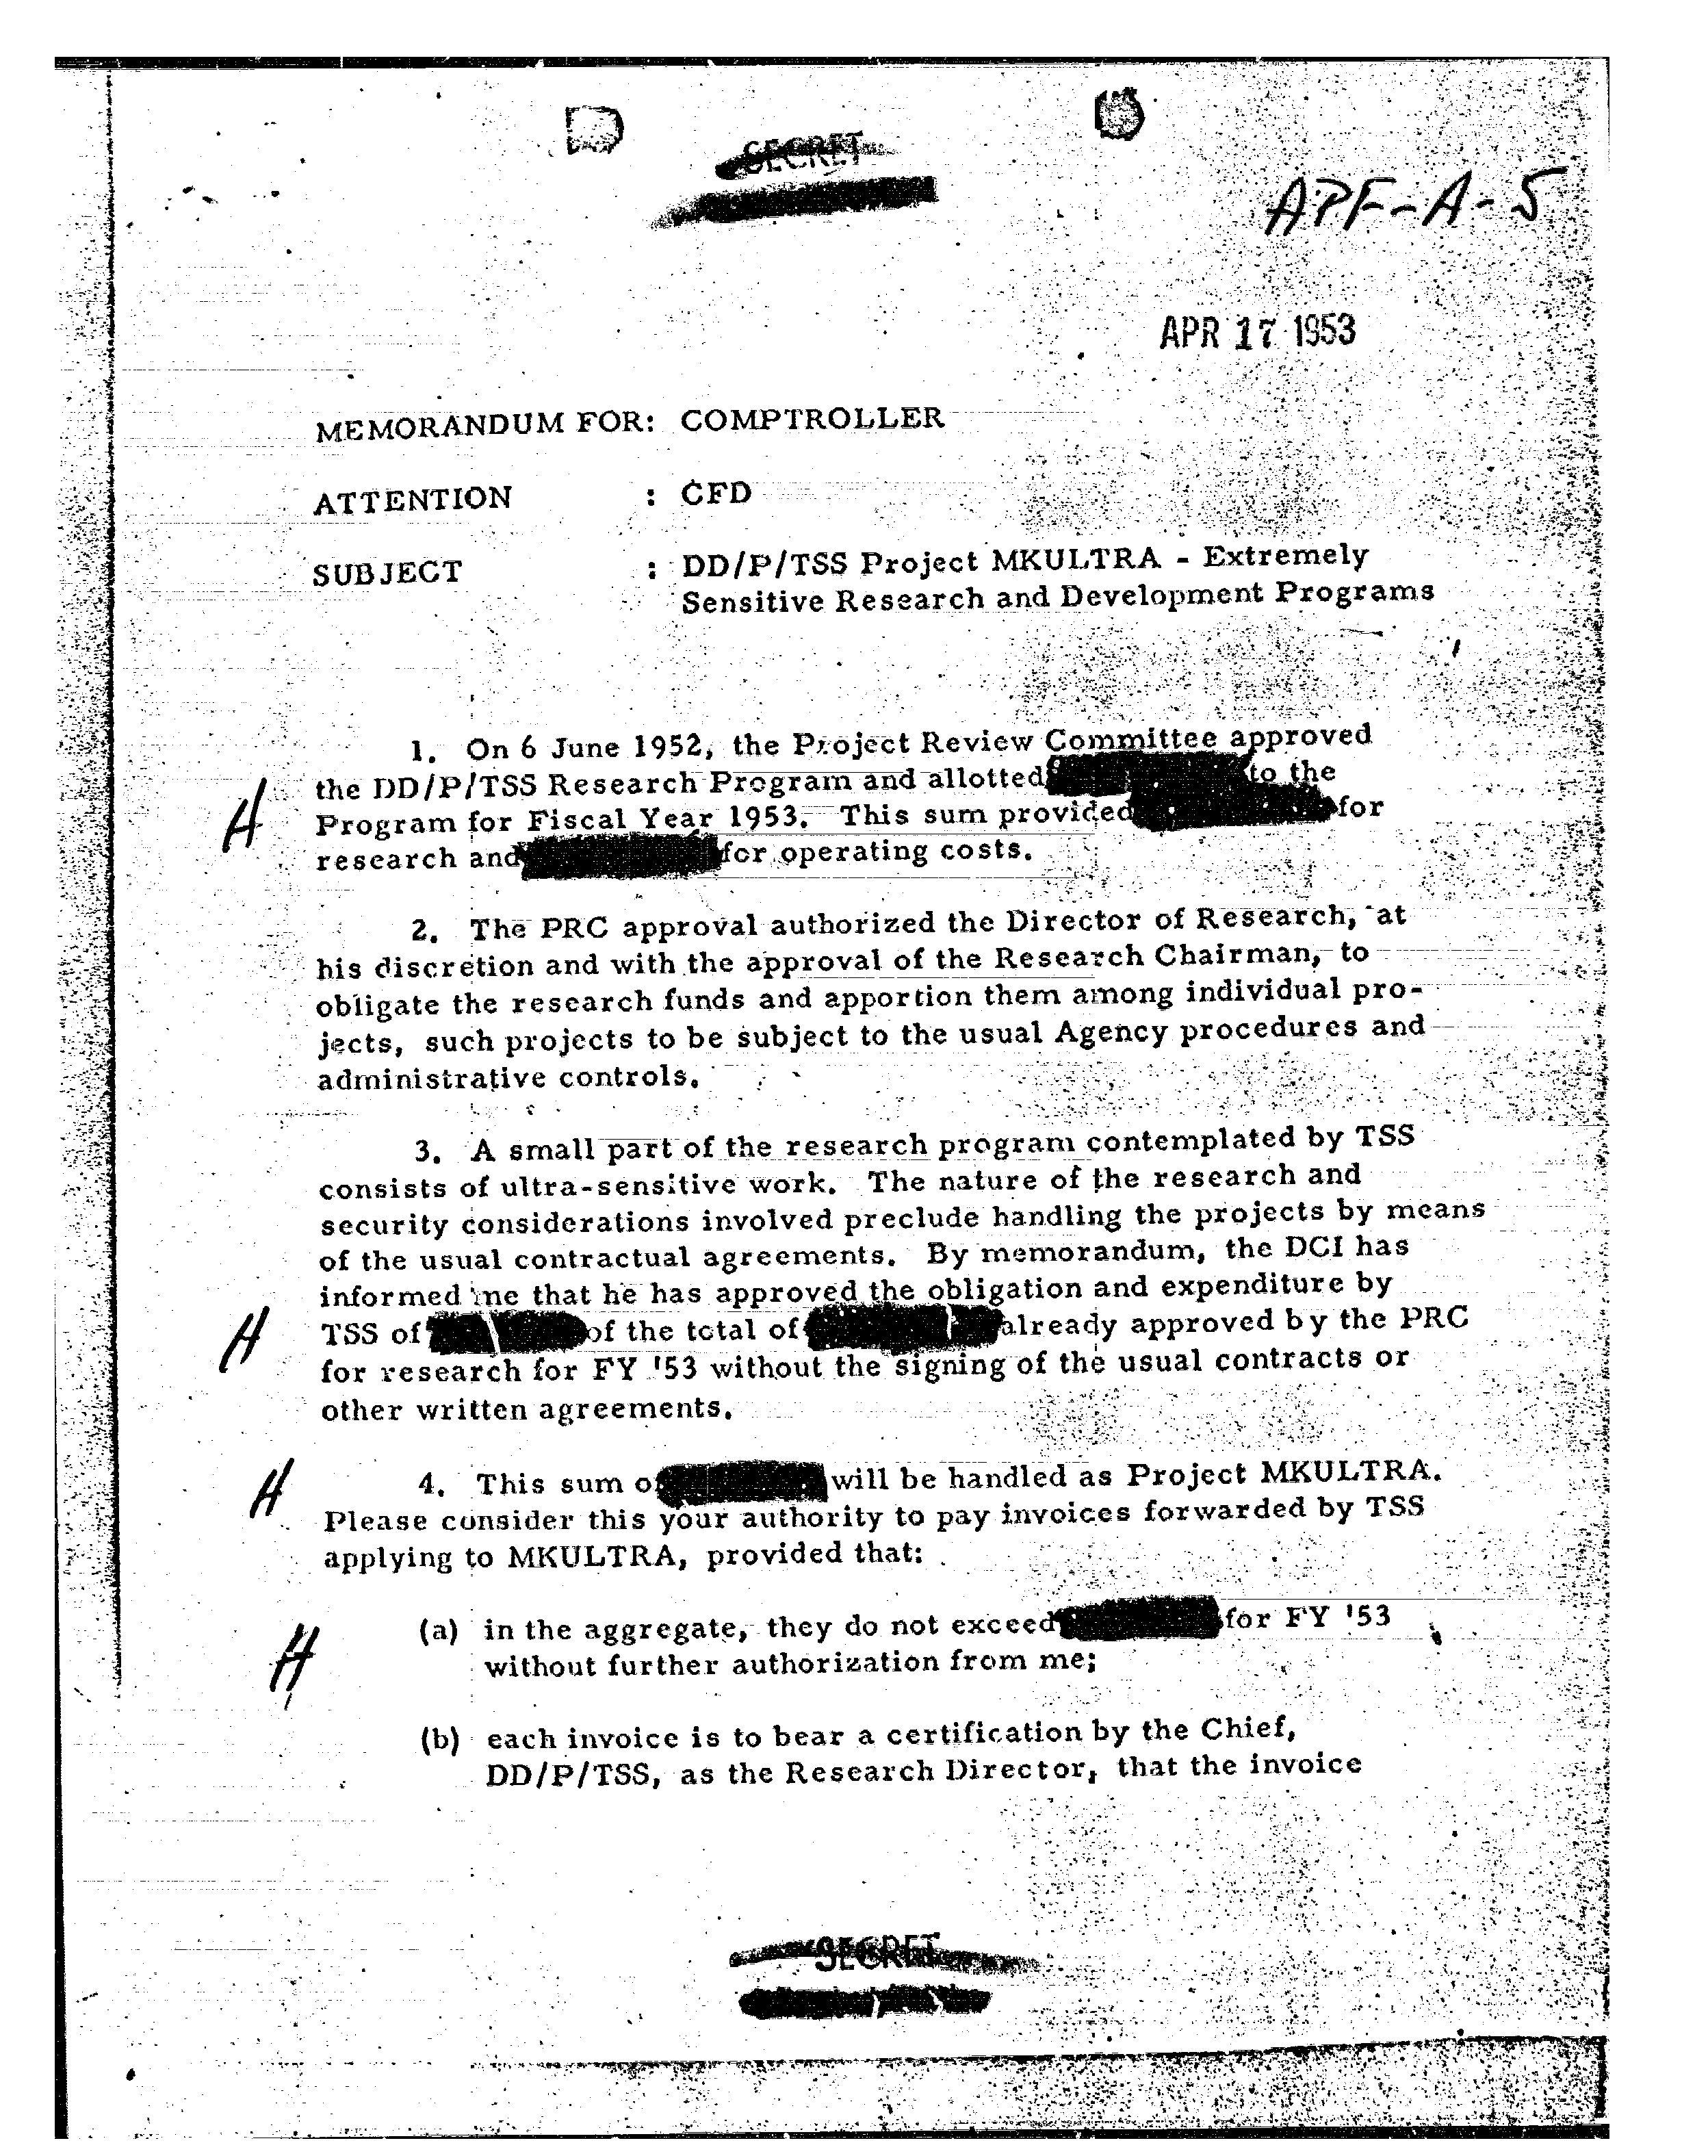 SECRET
APF-A-5
APR 17 1953
MEMORANDUM FOR: COMPTROLLER
ATTENTION : CFD
SUBJECT : DD/P/TSS Project MKULTRA - Extremely
Sensitive Research and Development Programs
1. On 6 June 1952, the Project Review Committee approved
H the DD/P/TSS Research Program and allotted to the
Program for Fiscal Year 1953. This sum provided for
research and for operating costs.
2. The PRC approval authorized the Director of Research, at
his discretion and with the approval of the Research Chairman, to
obligate the research funds and apportion them among individual pro-
jects, such projects to be subject to the usual Agency procedures and
administrative controls.
3. A small part of the research program contemplated by TSS
consists of ultra-sensitive work. The nature of the research and
security considerations involved preclude handling the projects by means
of the usual contractual agreements. By memorandum, the DCI has
informed me that he has approved the obligation and expenditure by
H TSS of of the total of already approved by the PRC
for research for FY '53 without the signing of the usual contracts or
other written agreements.
H 4. This sum of will be handled as Project MKULTRA.
Please consider this your authority to pay invoices forwarded by TSS
applying to MKULTRA, provided that:
H (a) in the aggregate, they do not exceed for FY '53
without further authorization from me;
(b) each invoice is to bear a certification by the Chief,
DD/P/TSS, as the Research Director, that the invoice
SECRET